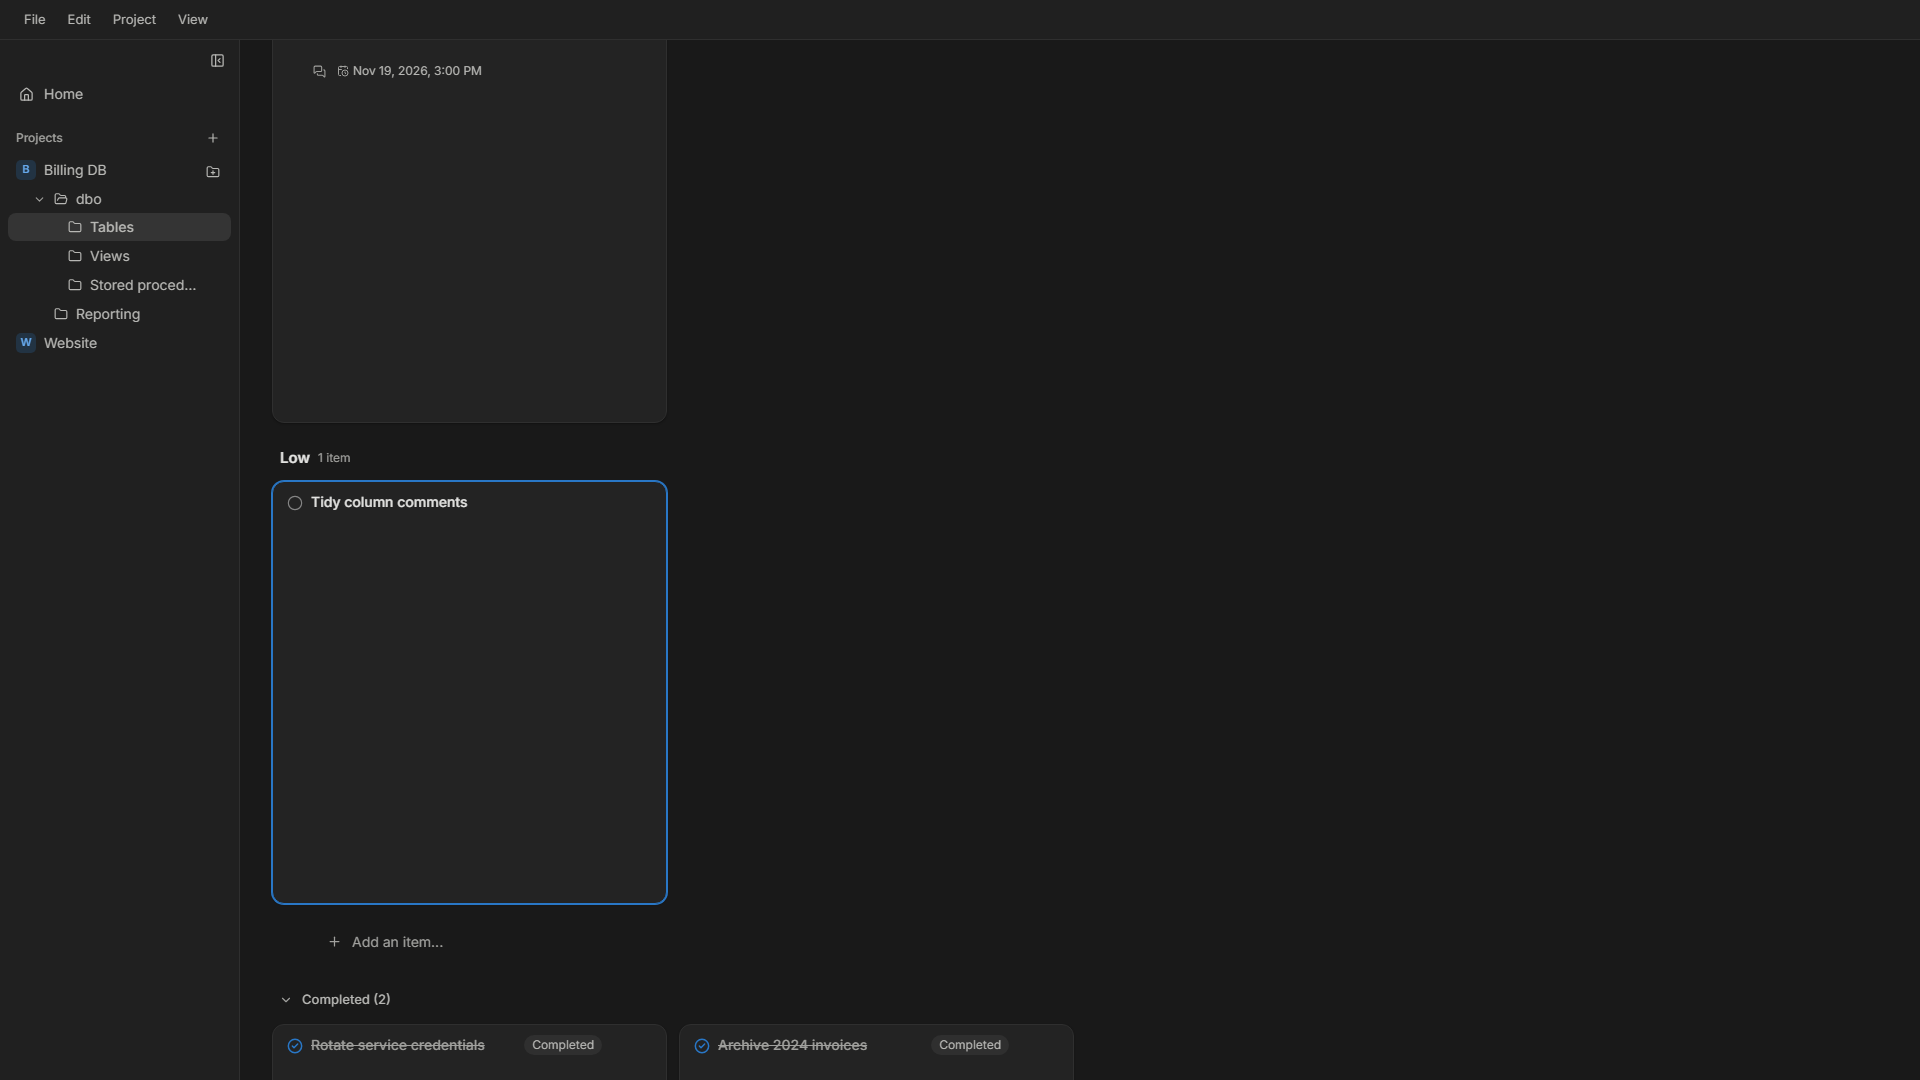 File Edit Project View
Home
Projects
B Billing DB
dbo
Tables
Views
Stored proced...
Reporting
W Website
Nov 19, 2026, 3:00 PM
Low 1 item
Tidy column comments
Add an item...
Completed (2)
Rotate service credentials Completed
Archive 2024 invoices Completed